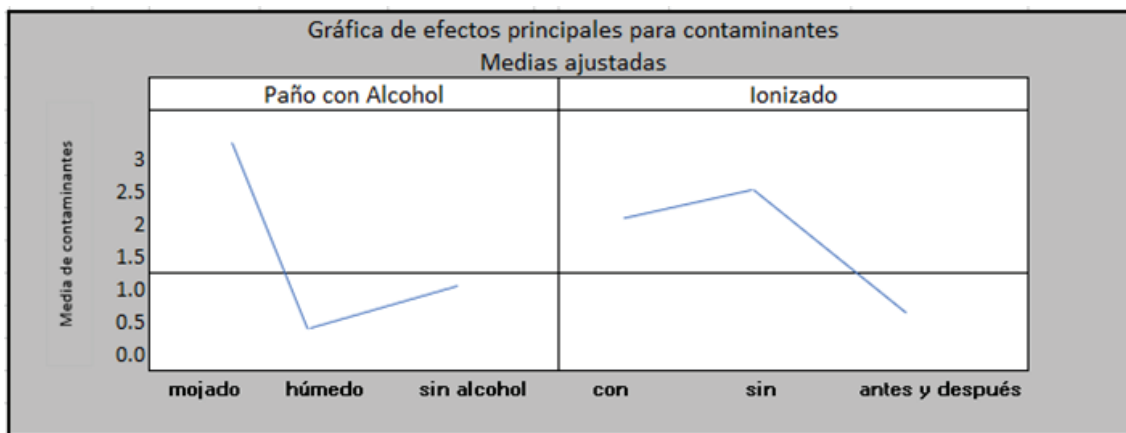 Gráfica de efectos principales para contaminantes
Medias ajustadas
Paño con Alcohol
Ionizado
Media de contaminantes
3
2.5
2
1.5
1.0
0.5
0.0
mojado húmedo sin alcohol con sin antes y después